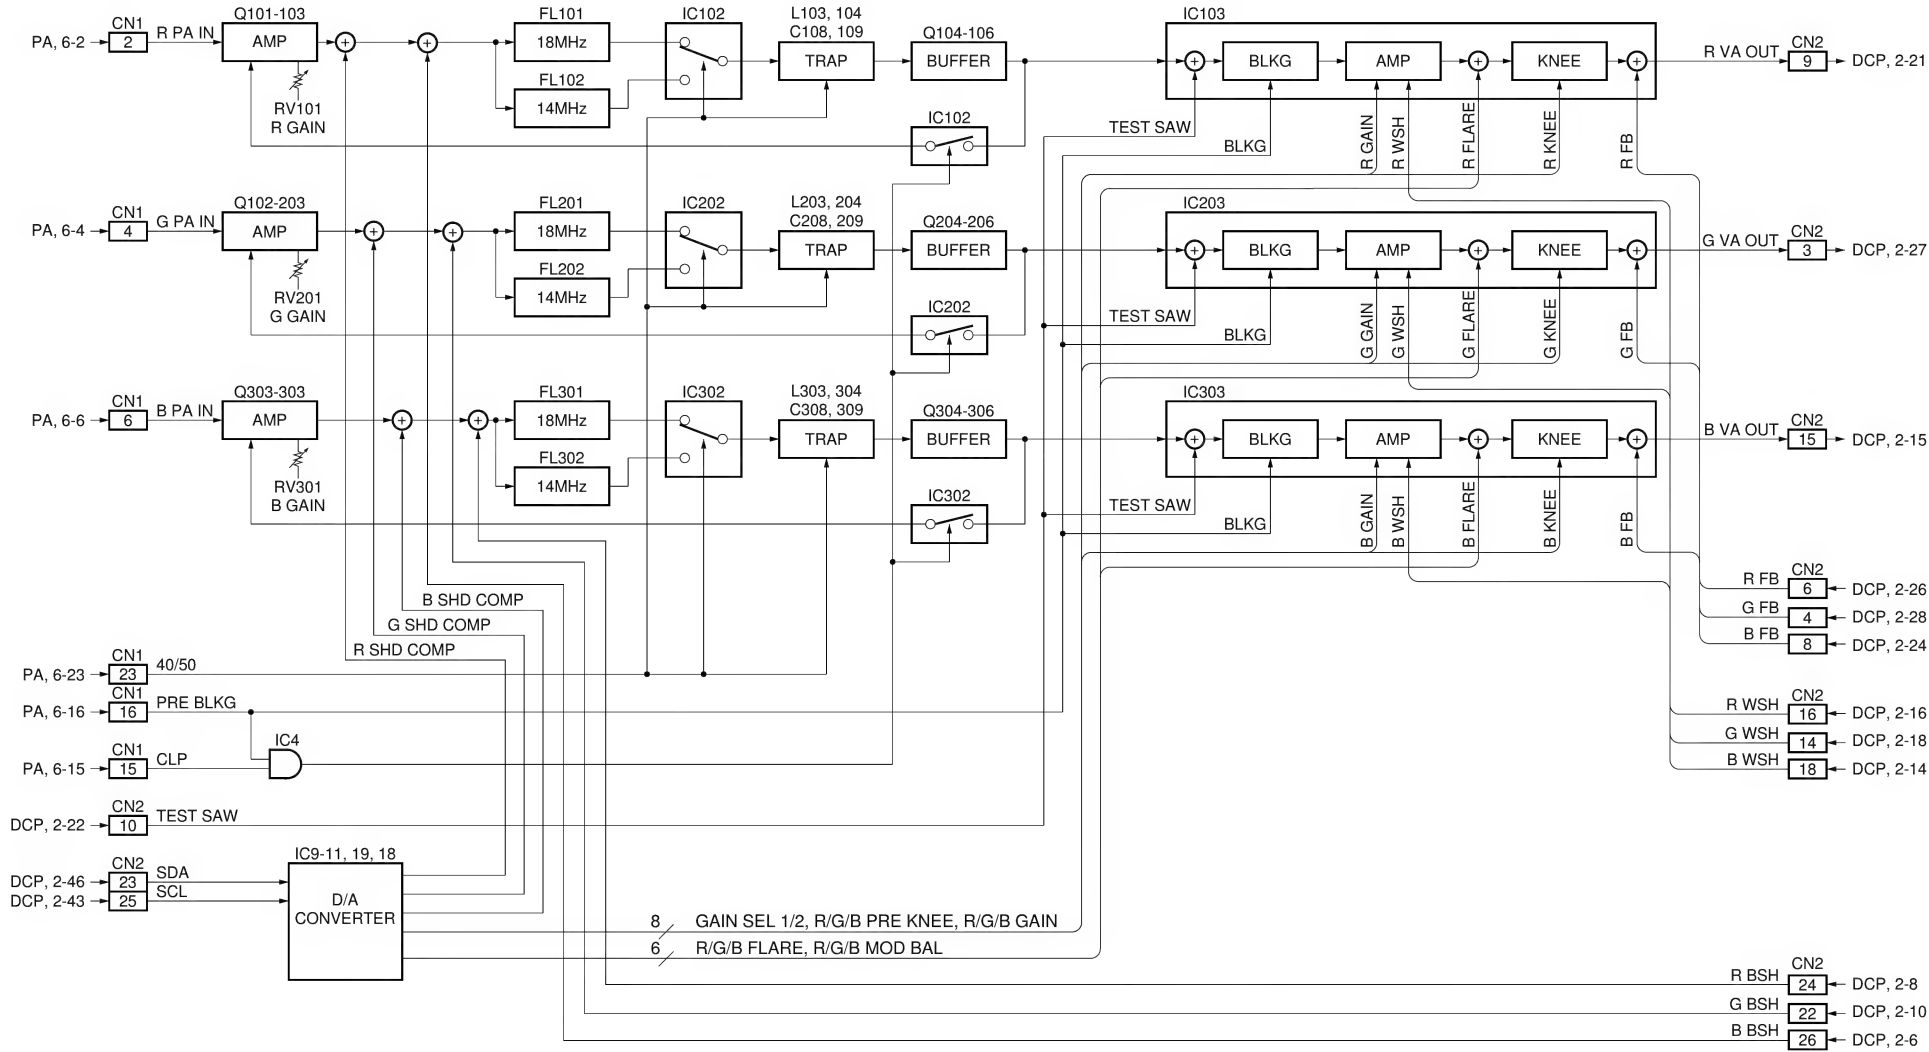 PA, 6-2
CN1
2
R PA IN
Q101-103
AMP
RV101
R GAIN
+
+
FL101
18MHz
FL102
14MHz
IC102
L103, 104
C108, 109
TRAP
Q104-106
BUFFER
IC102
IC103
+
BLKG
AMP
+
KNEE
+
TEST SAW
BLKG
R GAIN
R WSH
R FLARE
R KNEE
R FB
R VA OUT
CN2
9
DCP, 2-21
PA, 6-4
CN1
4
G PA IN
Q102-203
AMP
RV201
G GAIN
+
+
FL201
18MHz
FL202
14MHz
IC202
L203, 204
C208, 209
TRAP
Q204-206
BUFFER
IC202
IC203
+
BLKG
AMP
+
KNEE
+
TEST SAW
BLKG
G GAIN
G WSH
G FLARE
G KNEE
G FB
G VA OUT
CN2
3
DCP, 2-27
PA, 6-6
CN1
6
B PA IN
Q303-303
AMP
RV301
B GAIN
+
+
FL301
18MHz
FL302
14MHz
IC302
L303, 304
C308, 309
TRAP
Q304-306
BUFFER
IC302
IC303
+
BLKG
AMP
+
KNEE
+
TEST SAW
BLKG
B GAIN
B WSH
B FLARE
B KNEE
B FB
B VA OUT
CN2
15
DCP, 2-15
B SHD COMP
G SHD COMP
R SHD COMP
PA, 6-23
CN1
23
40/50
PA, 6-16
CN1
16
PRE BLKG
IC4
PA, 6-15
CN1
15
CLP
DCP, 2-22
CN2
10
TEST SAW
CN2
DCP, 2-46
23
SDA
DCP, 2-43
25
SCL
IC9-11, 19, 18
D/A
CONVERTER
8
GAIN SEL 1/2, R/G/B PRE KNEE, R/G/B GAIN
6
R/G/B FLARE, R/G/B MOD BAL
CN2
R FB
6
DCP, 2-26
G FB
4
DCP, 2-28
B FB
8
DCP, 2-24
CN2
R WSH
16
DCP, 2-16
G WSH
14
DCP, 2-18
B WSH
18
DCP, 2-14
CN2
R BSH
24
DCP, 2-8
G BSH
22
DCP, 2-10
B BSH
26
DCP, 2-6